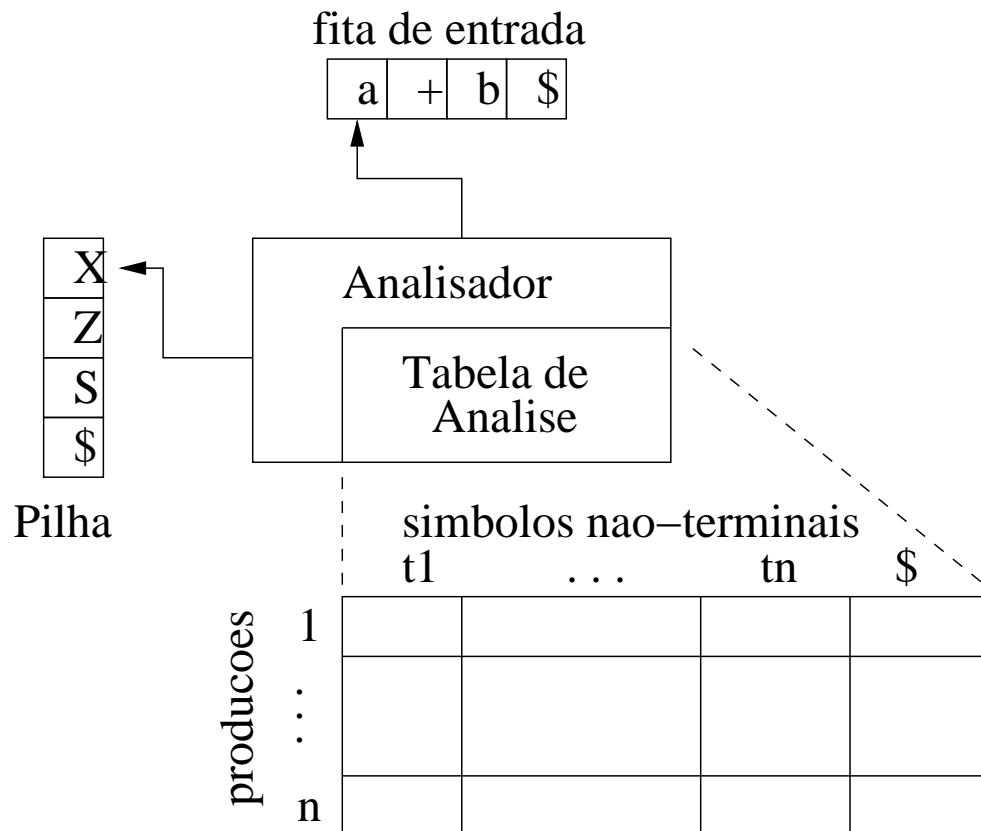 fita de entrada
a + b $
X
Z
S
$
Pilha
Analisador
Tabela de
Analise
simbolos nao−terminais
t1 . . . tn $
producoes
1
. . .
n